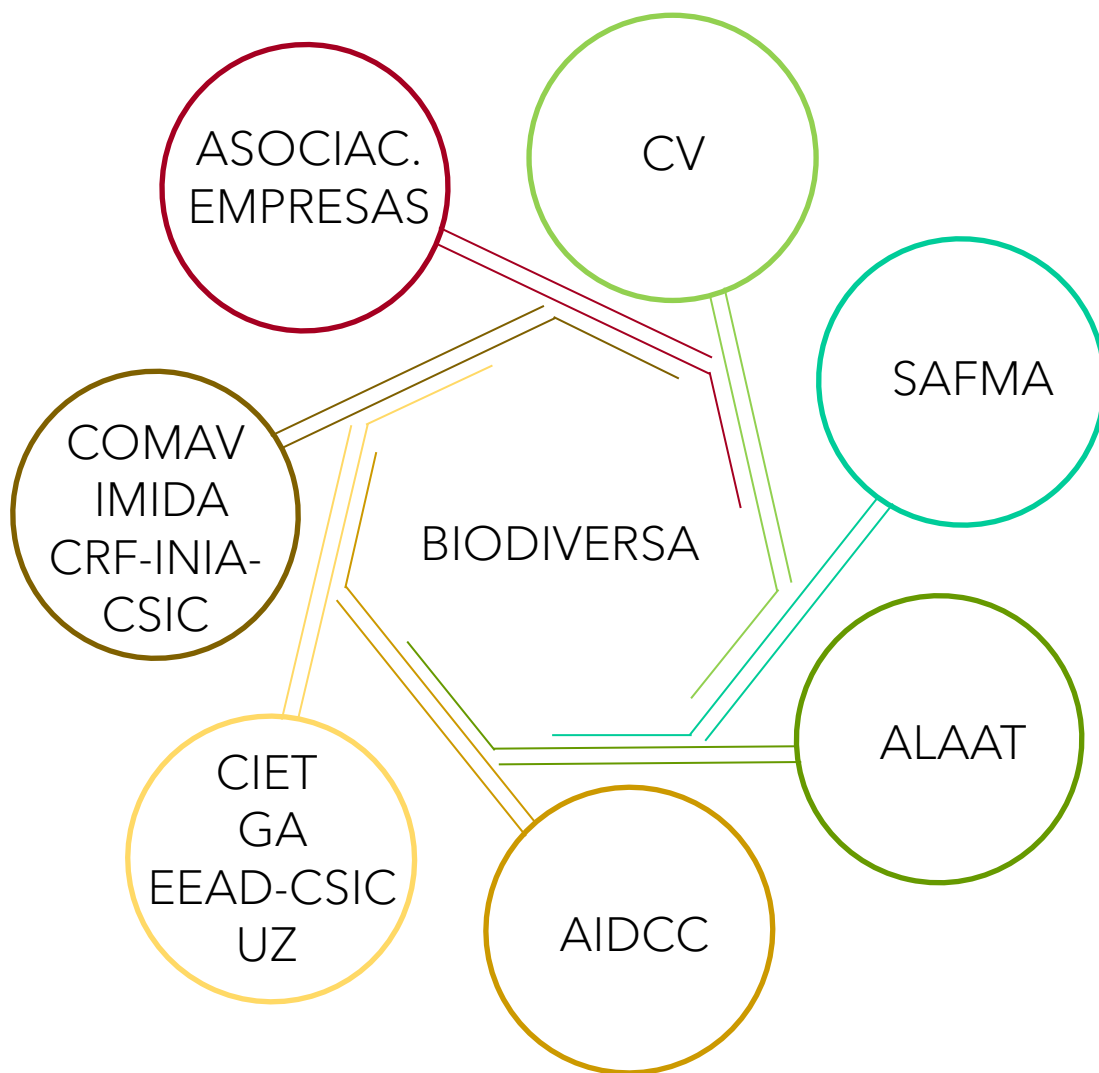 ASOCIAC.
EMPRESAS
CV
SAFMA
COMAV
IMIDA
CRF-INIA-
CSIC
BIODIVERSA
ALAAT
CIET
GA
EEAD-CSIC
UZ
AIDCC